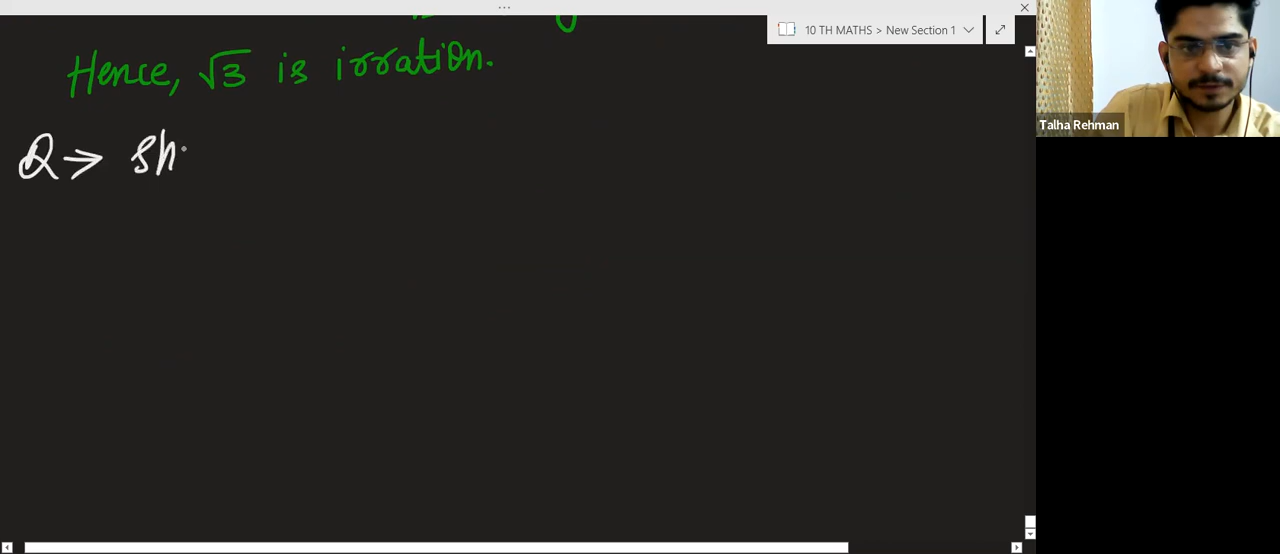 10 TH MATHS > New Section 1
Hence, √3 is irration.
Talha Rehman
Q→ Sh